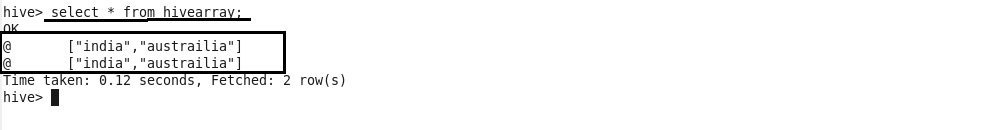 hive> select * from hivearray;
OK
@       ["india","austrailia"]
@       ["india","austrailia"]
Time taken: 0.12 seconds, Fetched: 2 row(s)
hive>